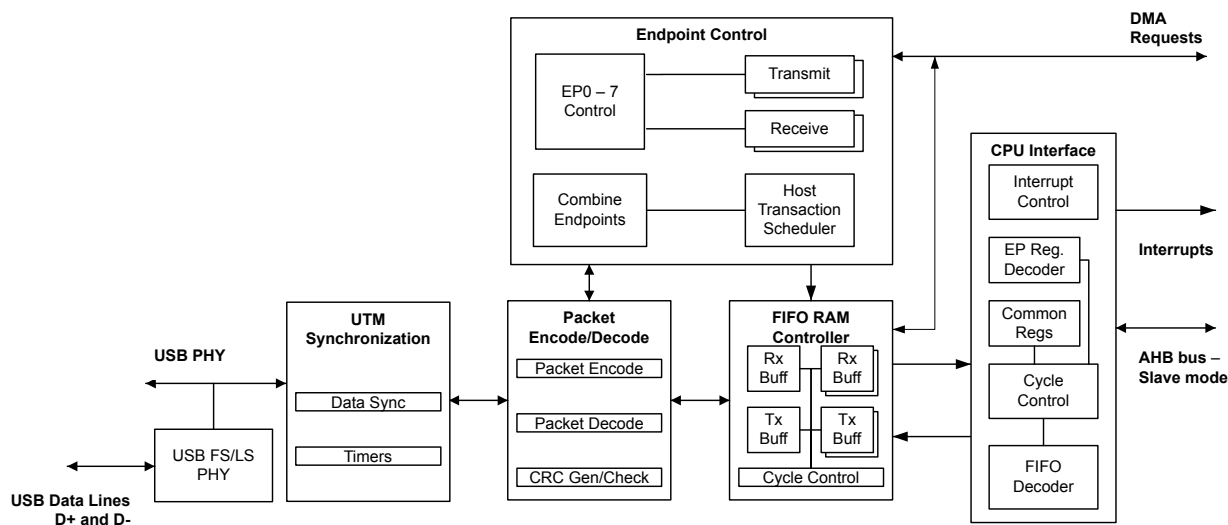 Endpoint Control
EP0 – 7
Control
Transmit
Receive
Combine
Endpoints
Host
Transaction
Scheduler
DMA
Requests
CPU Interface
Interrupt
Control
EP Reg.
Decoder
Common
Regs
Cycle
Control
FIFO
Decoder
Interrupts
AHB bus –
Slave mode
UTM
Synchronization
Data Sync
Timers
Packet
Encode/Decode
Packet Encode
Packet Decode
CRC Gen/Check
FIFO RAM
Controller
Rx
Buff
Rx
Buff
Tx
Buff
Tx
Buff
Cycle Control
USB PHY
USB FS/LS
PHY
USB Data Lines
D+ and D-